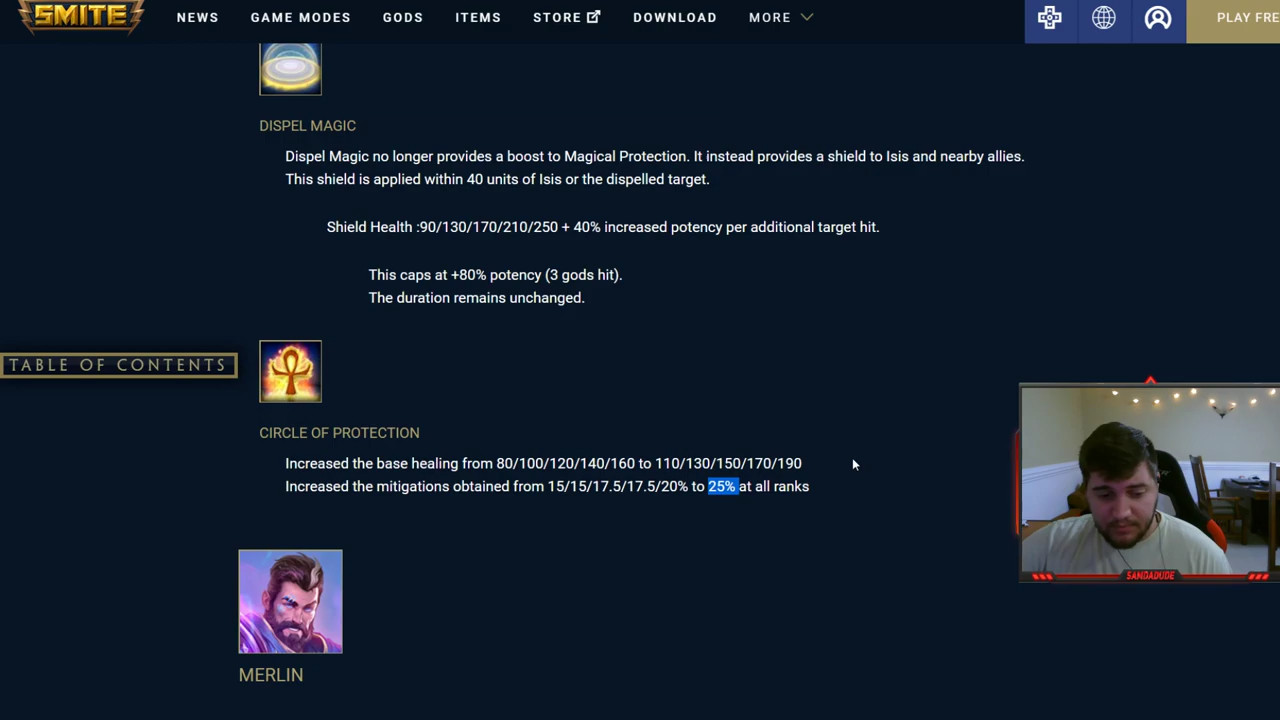 SMITE
NEWS GAME MODES GODS ITEMS STORE DOWNLOAD MORE PLAY FRE
DISPEL MAGIC
Dispel Magic no longer provides a boost to Magical Protection. It instead provides a shield to Isis and nearby allies.
This shield is applied within 40 units of Isis or the dispelled target.
Shield Health :90/130/170/210/250 + 40% increased potency per additional target hit.
This caps at +80% potency (3 gods hit).
The duration remains unchanged.
TABLE OF CONTENTS
CIRCLE OF PROTECTION
Increased the base healing from 80/100/120/140/160 to 110/130/150/170/190
Increased the mitigations obtained from 15/15/17.5/17.5/20% to 25% at all ranks
SANDADUDE
MERLIN